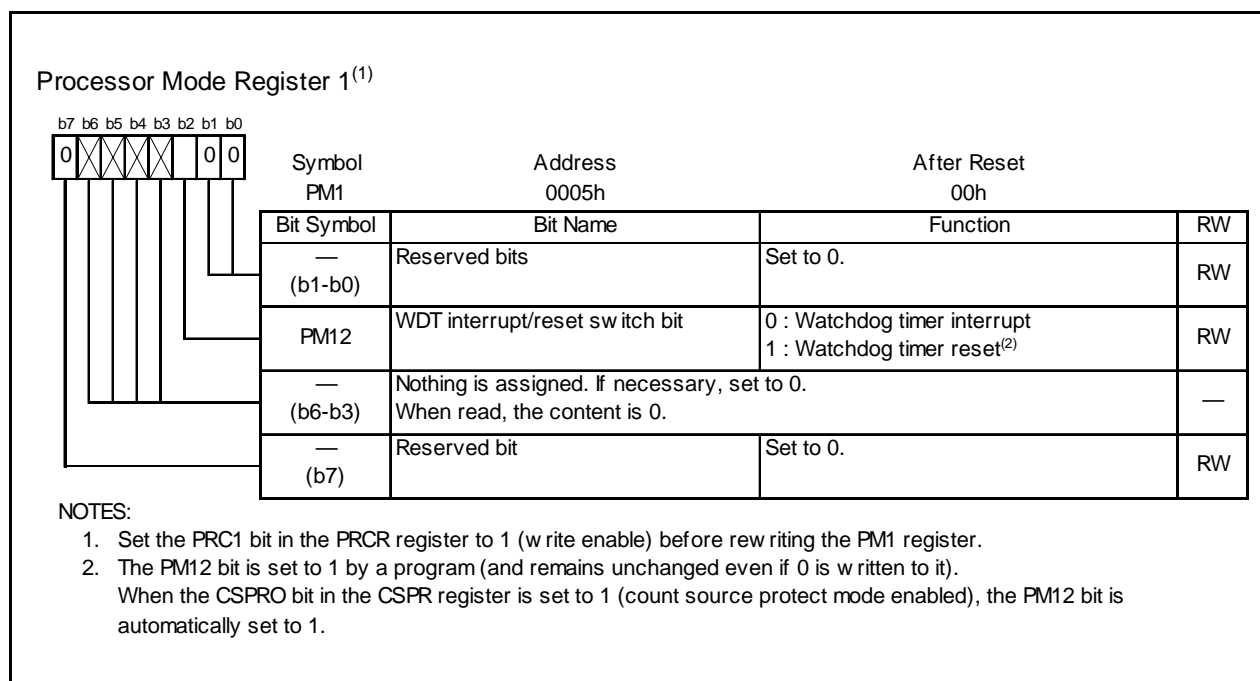 Processor Mode Register 1(1)
b7 b6 b5 b4 b3 b2 b1 b0
0 0 0
Symbol Address After Reset
PM1 0005h 00h
Bit Symbol Bit Name Function RW
— Reserved bits Set to 0.
(b1-b0) RW
PM12 WDT interrupt/reset switch bit 0 : Watchdog timer interrupt
1 : Watchdog timer reset(2) RW
— Nothing is assigned. If necessary, set to 0.
(b6-b3) When read, the content is 0. —
— Reserved bit Set to 0.
(b7) RW
NOTES:
1. Set the PRC1 bit in the PRCR register to 1 (write enable) before rewriting the PM1 register.
2. The PM12 bit is set to 1 by a program (and remains unchanged even if 0 is written to it).
When the CSPRO bit in the CSPR register is set to 1 (count source protect mode enabled), the PM12 bit is
automatically set to 1.